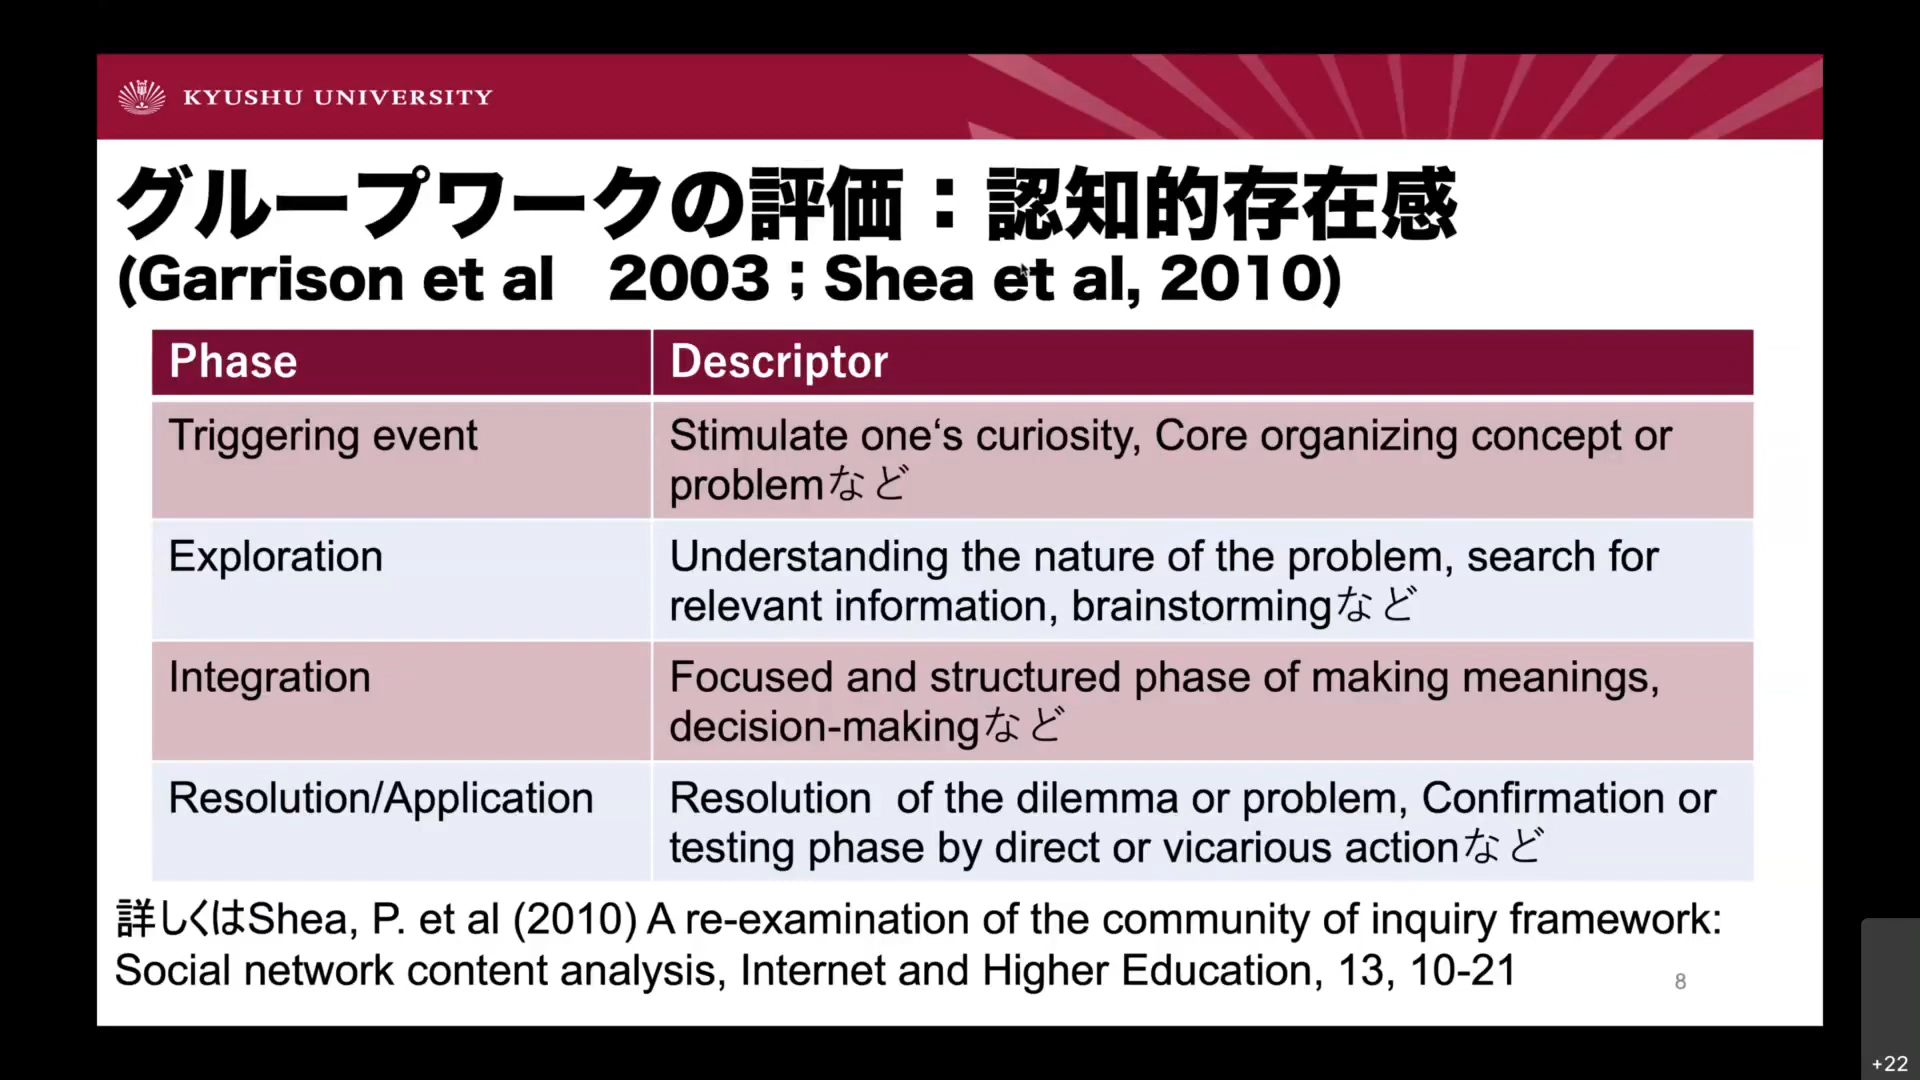 KYUSHU UNIVERSITY
グループワークの評価：認知的存在感
(Garrison et al　2003；Shea et al, 2010)
Phase
Descriptor
Triggering event
Stimulate one‘s curiosity, Core organizing concept or
problemなど
Exploration
Understanding the nature of the problem, search for
relevant information, brainstormingなど
Integration
Focused and structured phase of making meanings,
decision-makingなど
Resolution/Application
Resolution  of the dilemma or problem, Confirmation or
testing phase by direct or vicarious actionなど
詳しくはShea, P. et al (2010) A re-examination of the community of inquiry framework:
Social network content analysis, Internet and Higher Education, 13, 10-21
8
+22